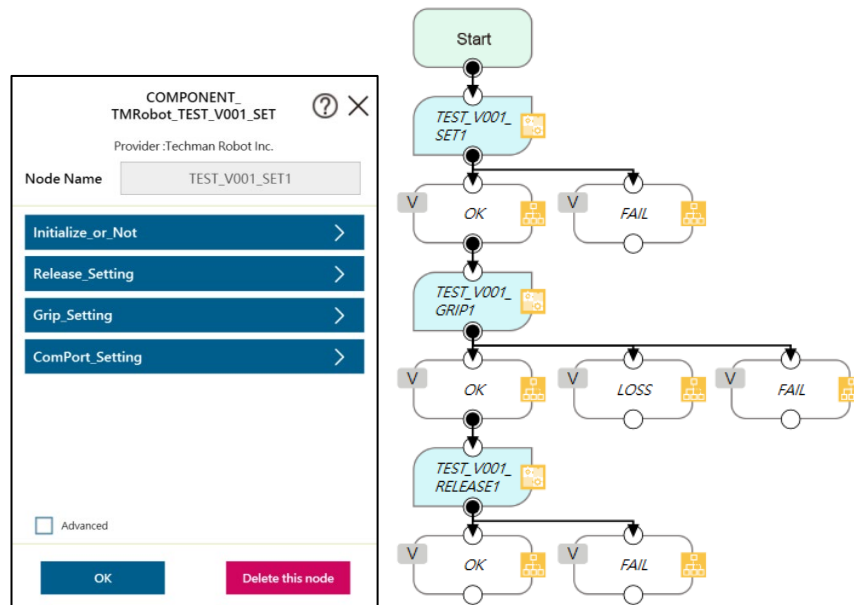 COMPONENT_
TMRobot_TEST_V001_SET
?
Provider :Techman Robot Inc.
Node Name
TEST_V001_SET1
Initialize_or_Not
Release_Setting
Grip_Setting
ComPort_Setting
Advanced
OK
Delete this node
Start
TEST_V001_
SET1
V
OK
V
FAIL
TEST_V001_
GRIP1
V
OK
V
LOSS
V
FAIL
TEST_V001_
RELEASE1
V
OK
V
FAIL